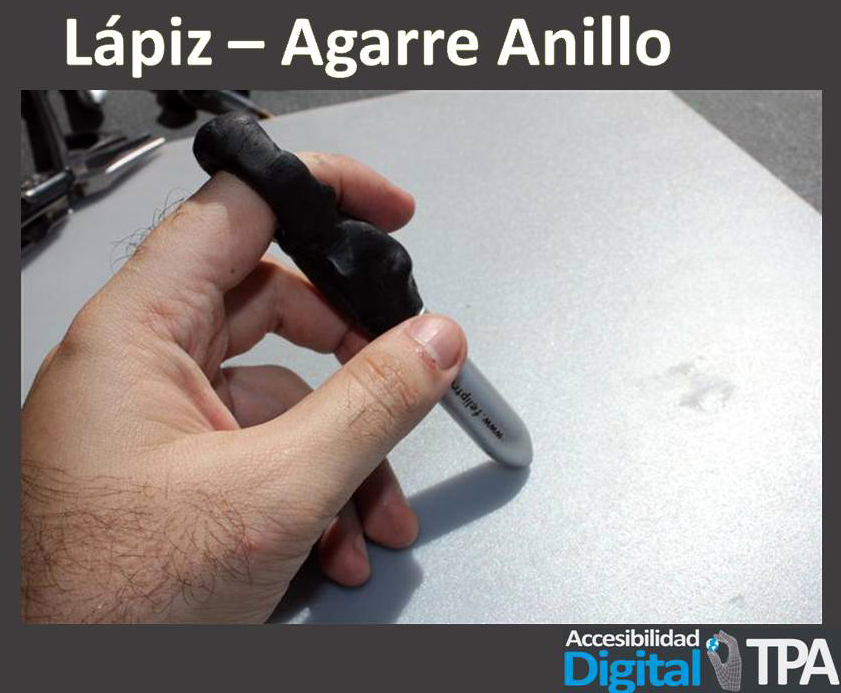 Lápiz – Agarre Anillo
Accesibilidad
Digital TPA